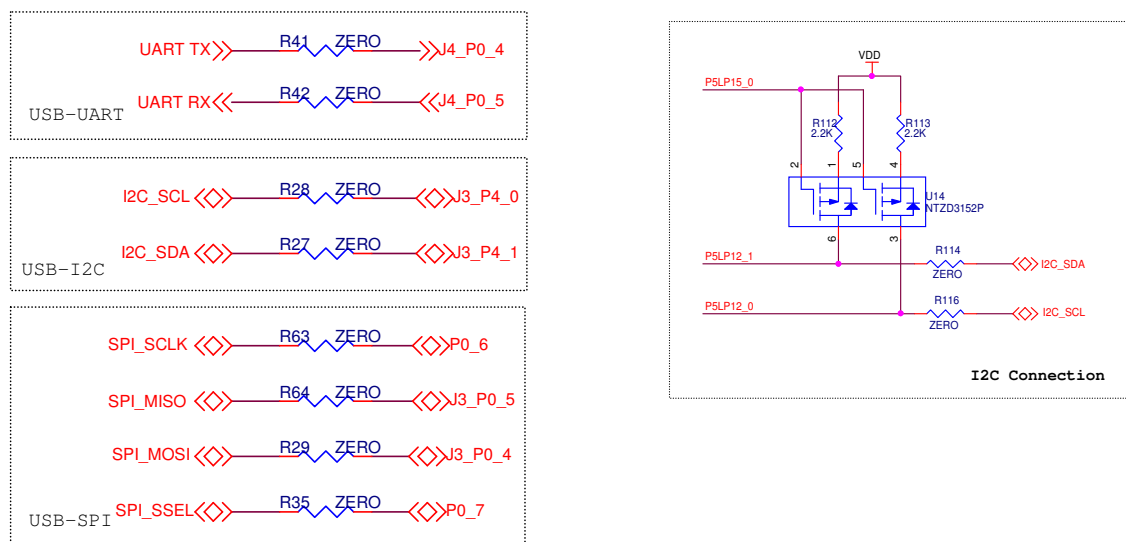 UART TX R41 ZERO J4_P0_4
UART RX R42 ZERO J4_P0_5
USB-UART
I2C_SCL R28 ZERO J3_P4_0
I2C_SDA R27 ZERO J3_P4_1
USB-I2C
SPI_SCLK R63 ZERO P0_6
SPI_MISO R64 ZERO J3_P0_5
SPI_MOSI R29 ZERO J3_P0_4
SPI_SSEL R35 ZERO P0_7
USB-SPI
VDD
P5LP15_0
R112 R113
2.2K 2.2K
2 1 5 4
U14
NTZD3152P
6 3
P5LP12_1 R114 I2C_SDA
ZERO
P5LP12_0 R116 I2C_SCL
ZERO
I2C Connection